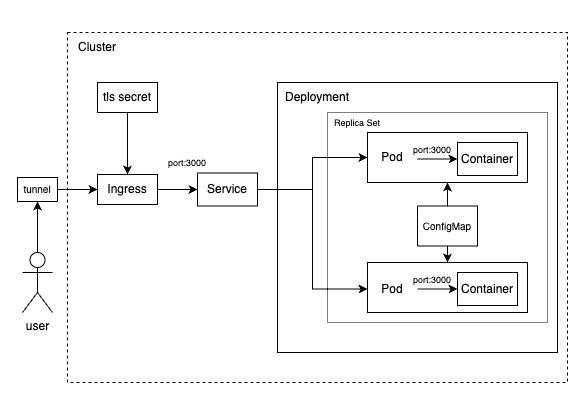 Cluster
tls secret
Deployment
Replica Set
port:3000
Pod
port:3000
Container
tunnel
Ingress
Service
ConfigMap
Pod
port:3000
Container
user